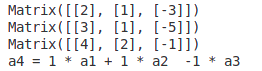 Matrix([[2], [1], [-3]])
Matrix([[3], [1], [-5]])
Matrix([[4], [2], [-1]])
a4 = 1 * a1 + 1 * a2  -1 * a3